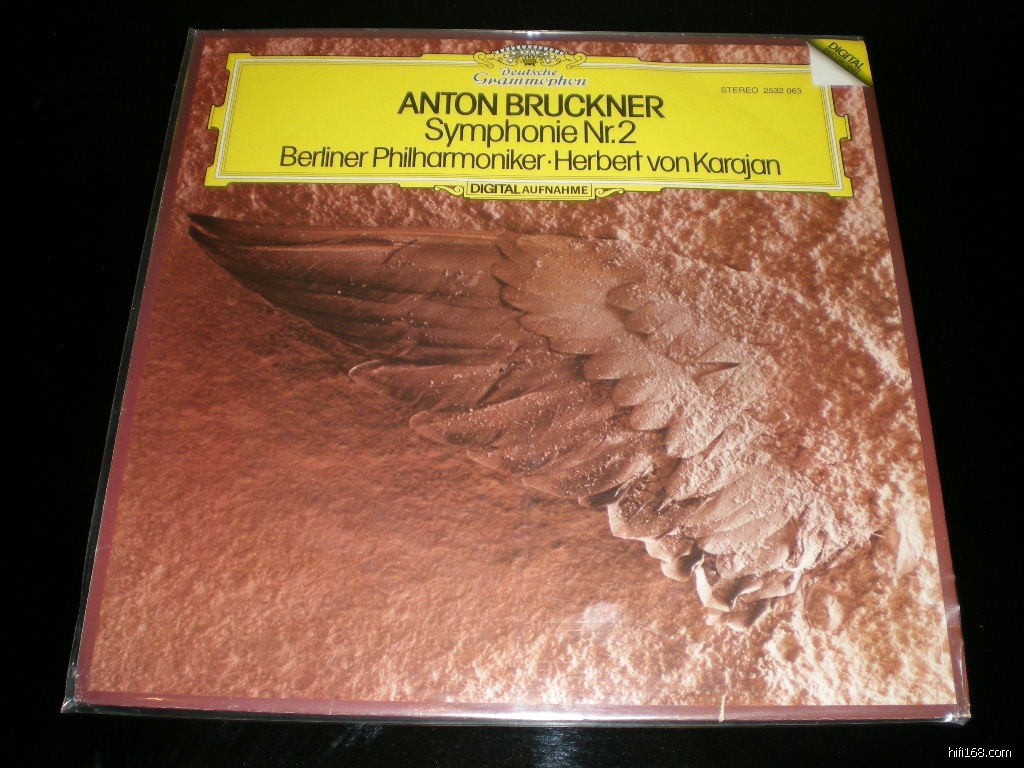 DIGITAL
Deutsche
Grammophon
STEREO 2532 063
ANTON BRUCKNER
Symphonie Nr.2
Berliner Philharmoniker · Herbert von Karajan
DIGITAL AUFNAHME
hifi168.com